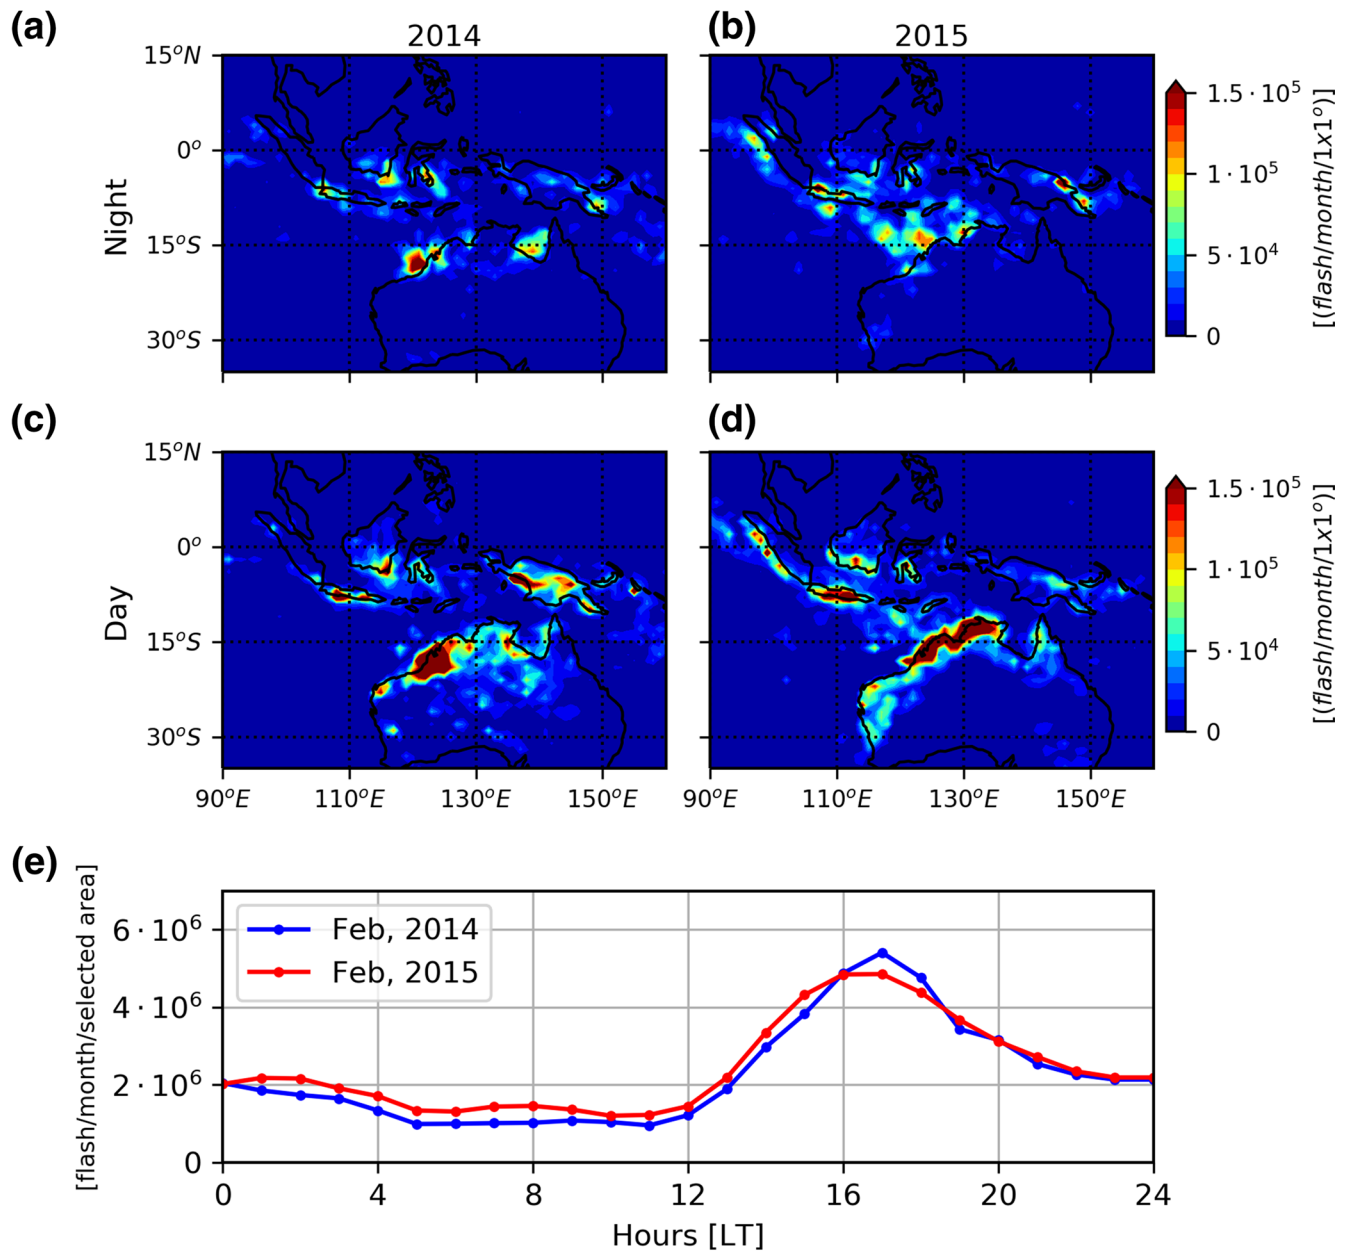 (a)
2014
(b)
2015
15°N
0°
15°S
30°S
Night
1.5·10⁵
1·10⁵
5·10⁴
0
[(flash/month/1x1°)]
(c)
(d)
15°N
0°
15°S
30°S
Day
90°E
110°E
130°E
150°E
90°E
110°E
130°E
150°E
1.5·10⁵
1·10⁵
5·10⁴
0
[(flash/month/1x1°)]
(e)
[flash/month/selected area]
6·10⁶
4·10⁶
2·10⁶
0
Feb, 2014
Feb, 2015
0
4
8
12
16
20
24
Hours [LT]